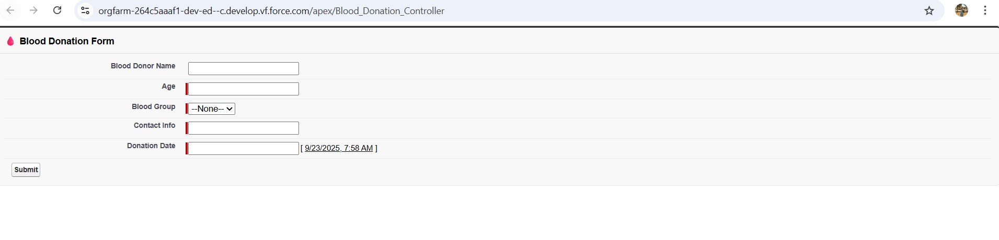 orgfarm-264c5aaaf1-dev-ed--c.develop.vf.force.com/apex/Blood_Donation_Controller
Blood Donation Form
Blood Donor Name
Age
Blood Group --None--
Contact Info
Donation Date [ 9/23/2025, 7:58 AM ]
Submit